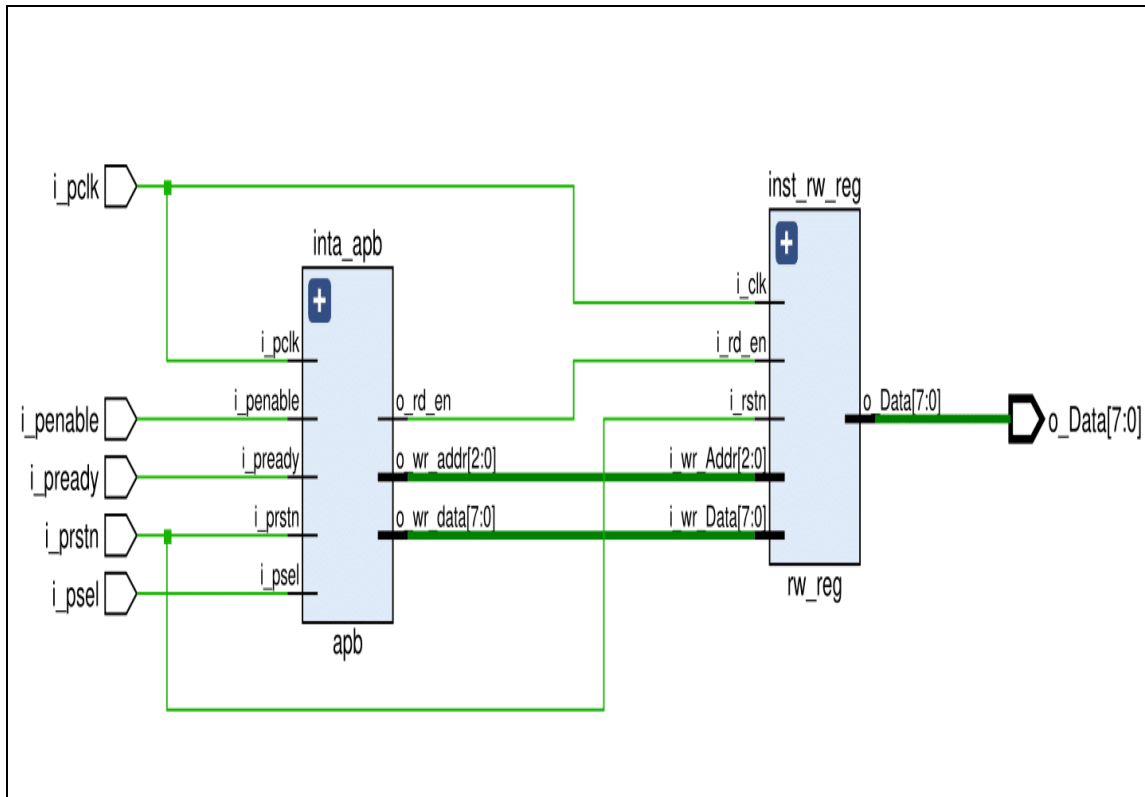 i_pclk
i_penable
i_pready
i_prstn
i_psel
inta_apb
i_pclk
i_penable
i_pready
i_prstn
i_psel
o_rd_en
o_wr_addr[2:0]
o_wr_data[7:0]
apb
inst_rw_reg
i_clk
i_rd_en
i_rstn
i_wr_Addr[2:0]
i_wr_Data[7:0]
o_Data[7:0]
rw_reg
o_Data[7:0]